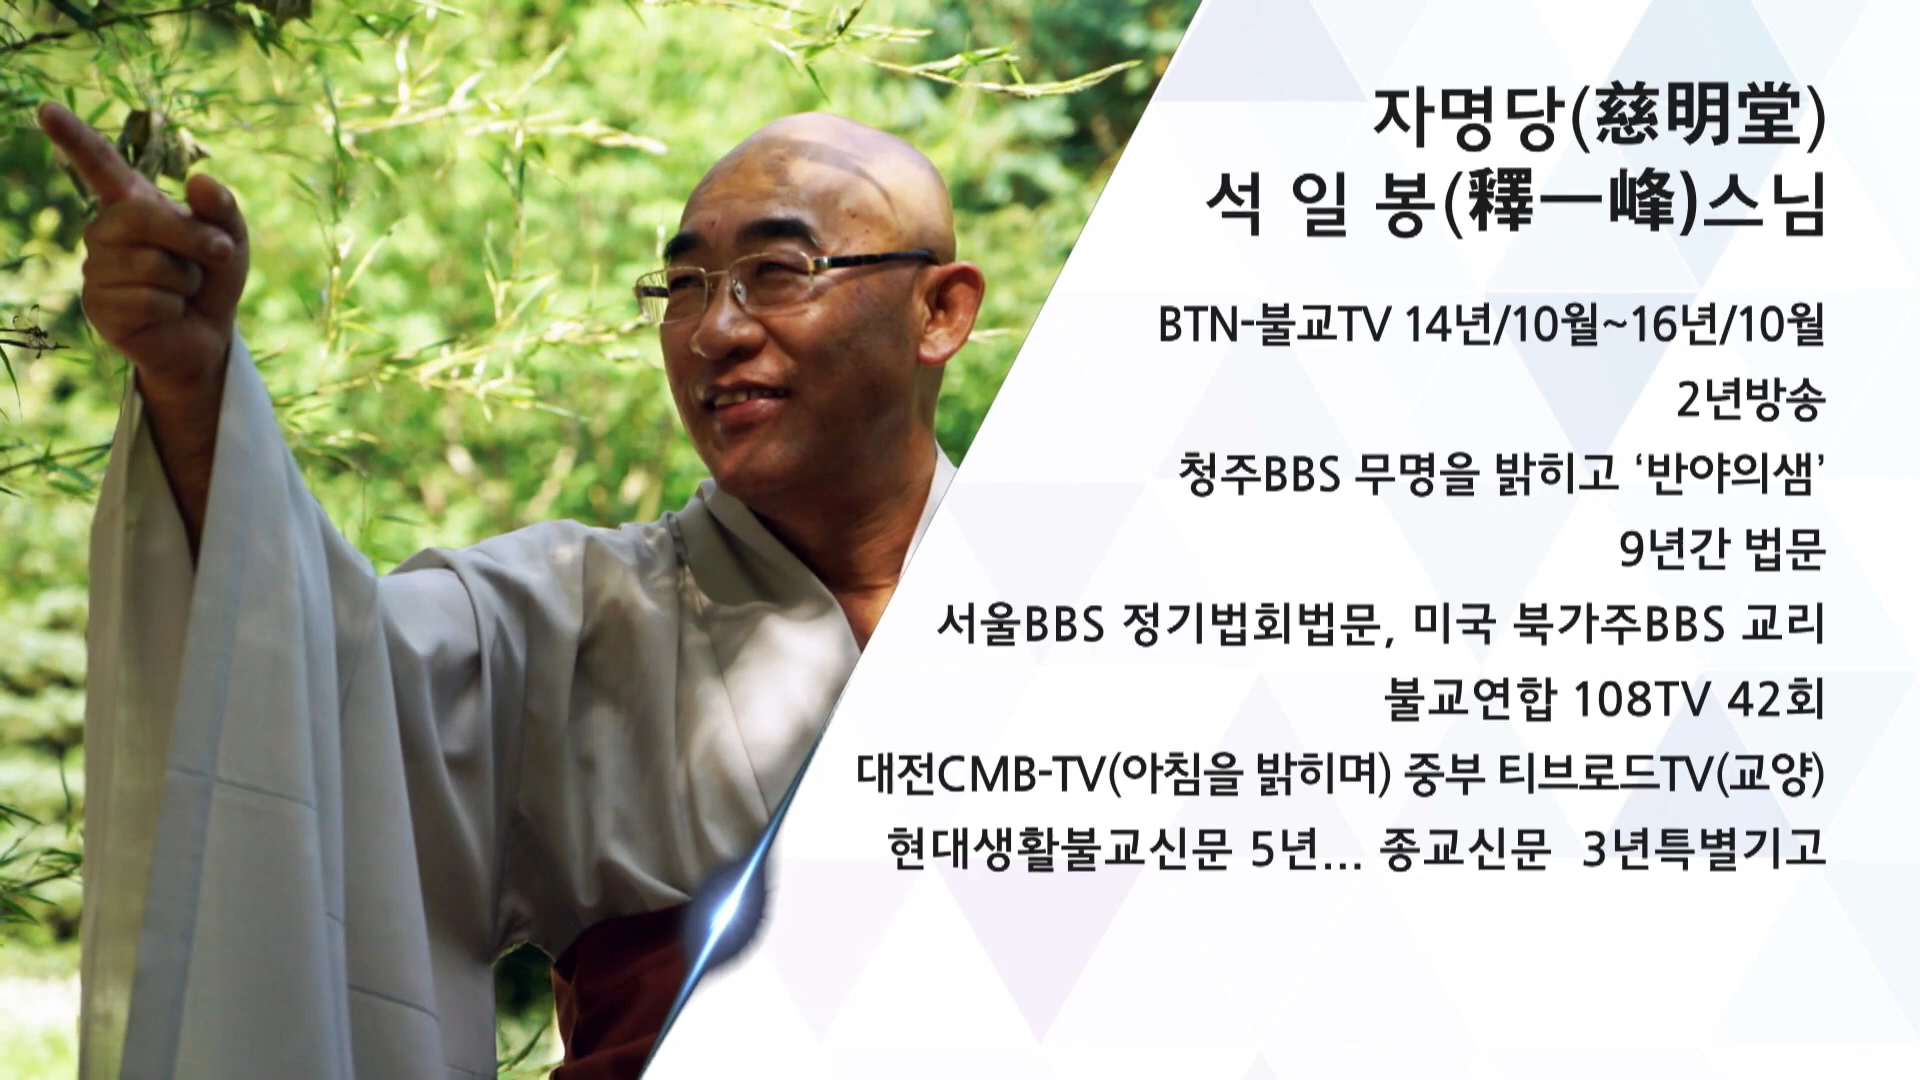 자명당(慈明堂)
석 일 봉(釋一峰)스님
BTN-불교TV 14년/10월~16년/10월
2년방송
청주BBS 무명을 밝히고 ‘반야의샘’
9년간 법문
서울BBS 정기법회법문, 미국 북가주BBS 교리
불교연합 108TV 42회
대전CMB-TV(아침을 밝히며) 중부 티브로드TV(교양)
현대생활불교신문 5년... 종교신문 3년특별기고